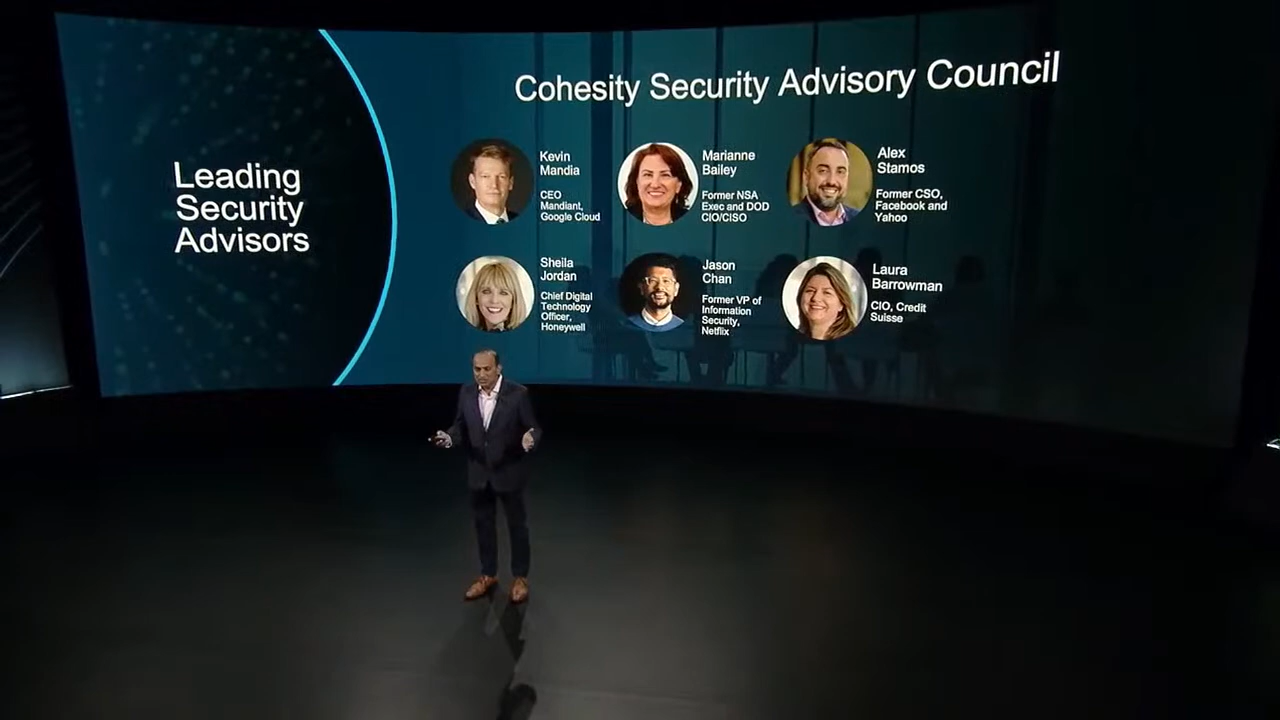 Cohesity Security Advisory Council
Leading
Security
Advisors
Kevin
Mandia
CEO
Mandiant,
Google Cloud
Marianne
Bailey
Former NSA
Exec and DOD
CIO/CISO
Alex
Stamos
Former CSO,
Facebook and
Yahoo
Sheila
Jordan
Chief Digital
Technology
Officer,
Honeywell
Jason
Chan
Former VP of
Information
Security,
Netflix
Laura
Barrowman
CIO, Credit
Suisse